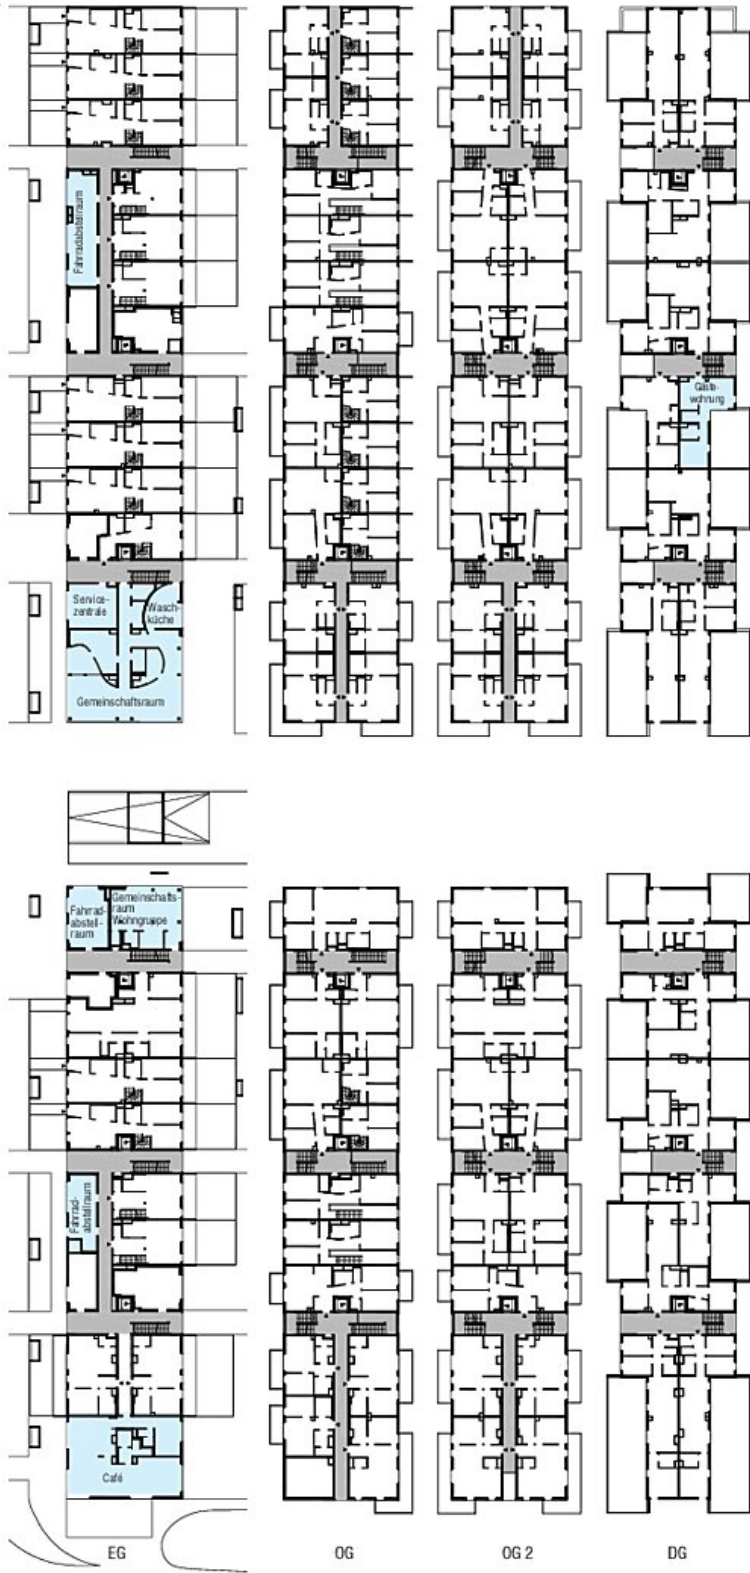 Fahrradabstellraum
Gäste-
wohnung
Service-
zentrale
Wasch-
küche
Gemeinschaftsraum
Fahrrad-
abstell-
raum
Gemeinschafts-
raum
Wohngruppe
Fahrrad-
abstellraum
Café
EG
OG
OG 2
DG